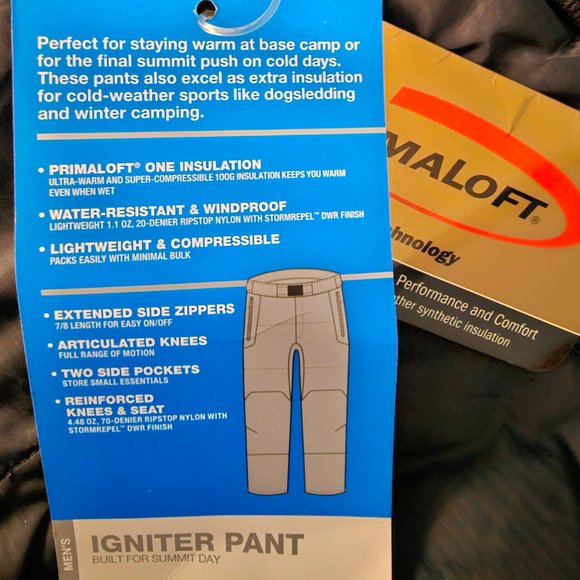 Perfect for staying warm at base camp or
for the final summit push on cold days.
These pants also excel as extra insulation
for cold-weather sports like dogsledding
and winter camping.
• PRIMALOFT® ONE INSULATION
ULTRA-WARM AND SUPER-COMPRESSIBLE 100G INSULATION KEEPS YOU WARM
EVEN WHEN WET
• WATER-RESISTANT & WINDPROOF
LIGHTWEIGHT 1.1 OZ, 20-DENIER RIPSTOP NYLON WITH STORMREPEL™ DWR FINISH
• LIGHTWEIGHT & COMPRESSIBLE
PACKS EASILY WITH MINIMAL BULK
• EXTENDED SIDE ZIPPERS
7/8 LENGTH FOR EASY ON/OFF
• ARTICULATED KNEES
FULL RANGE OF MOTION
• TWO SIDE POCKETS
STORE SMALL ESSENTIALS
• REINFORCED
KNEES & SEAT
4.48 OZ, 70-DENIER RIPSTOP NYLON WITH
STORMREPEL™ DWR FINISH
MEN'S
IGNITER PANT
BUILT FOR SUMMIT DAY
MALOFT®
chnology
Performance and Comfort
ther synthetic insulation